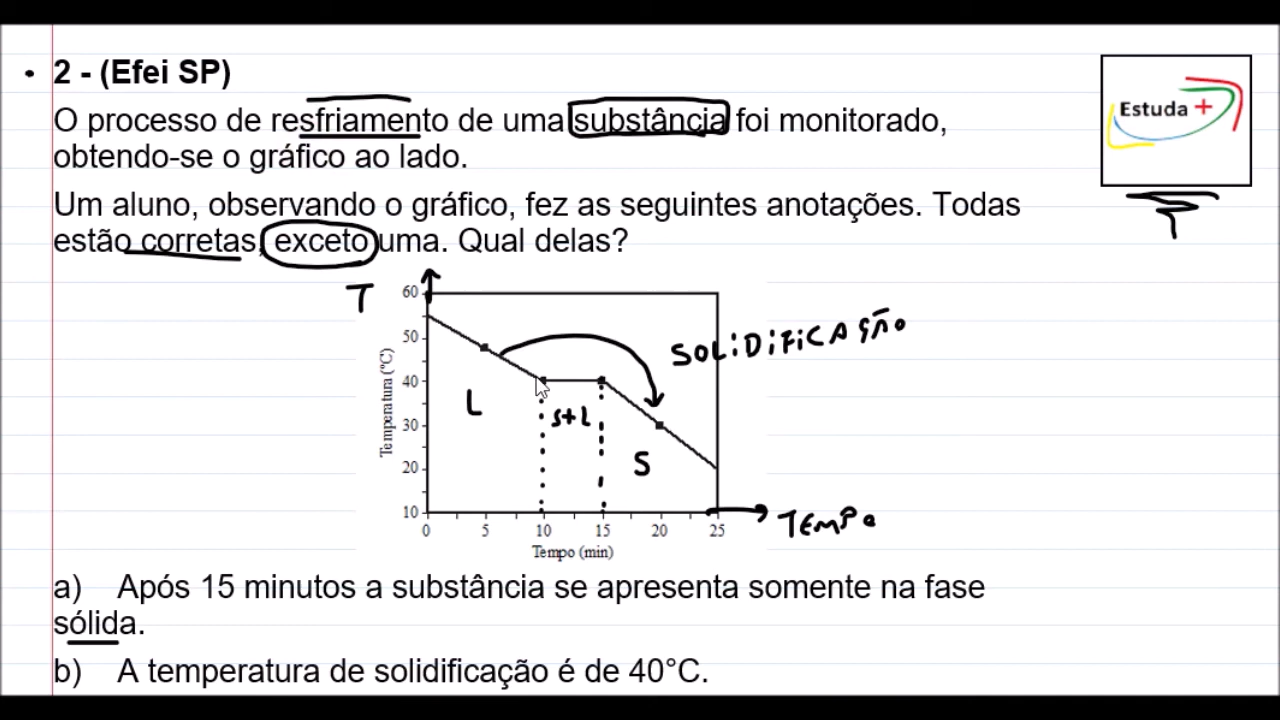 • 2 - (Efei SP)
O processo de resfriamento de uma substância foi monitorado,
obtendo-se o gráfico ao lado.
Um aluno, observando o gráfico, fez as seguintes anotações. Todas
estão corretas, exceto uma. Qual delas?
Estuda +
T
60
50
40
30
20
10
Temperatura (°C)
0 5 10 15 20 25
Tempo (min)
L
S+L
S
SOLIDIFICAÇÃO
TEMPO
a) Após 15 minutos a substância se apresenta somente na fase
sólida.
b) A temperatura de solidificação é de 40°C.